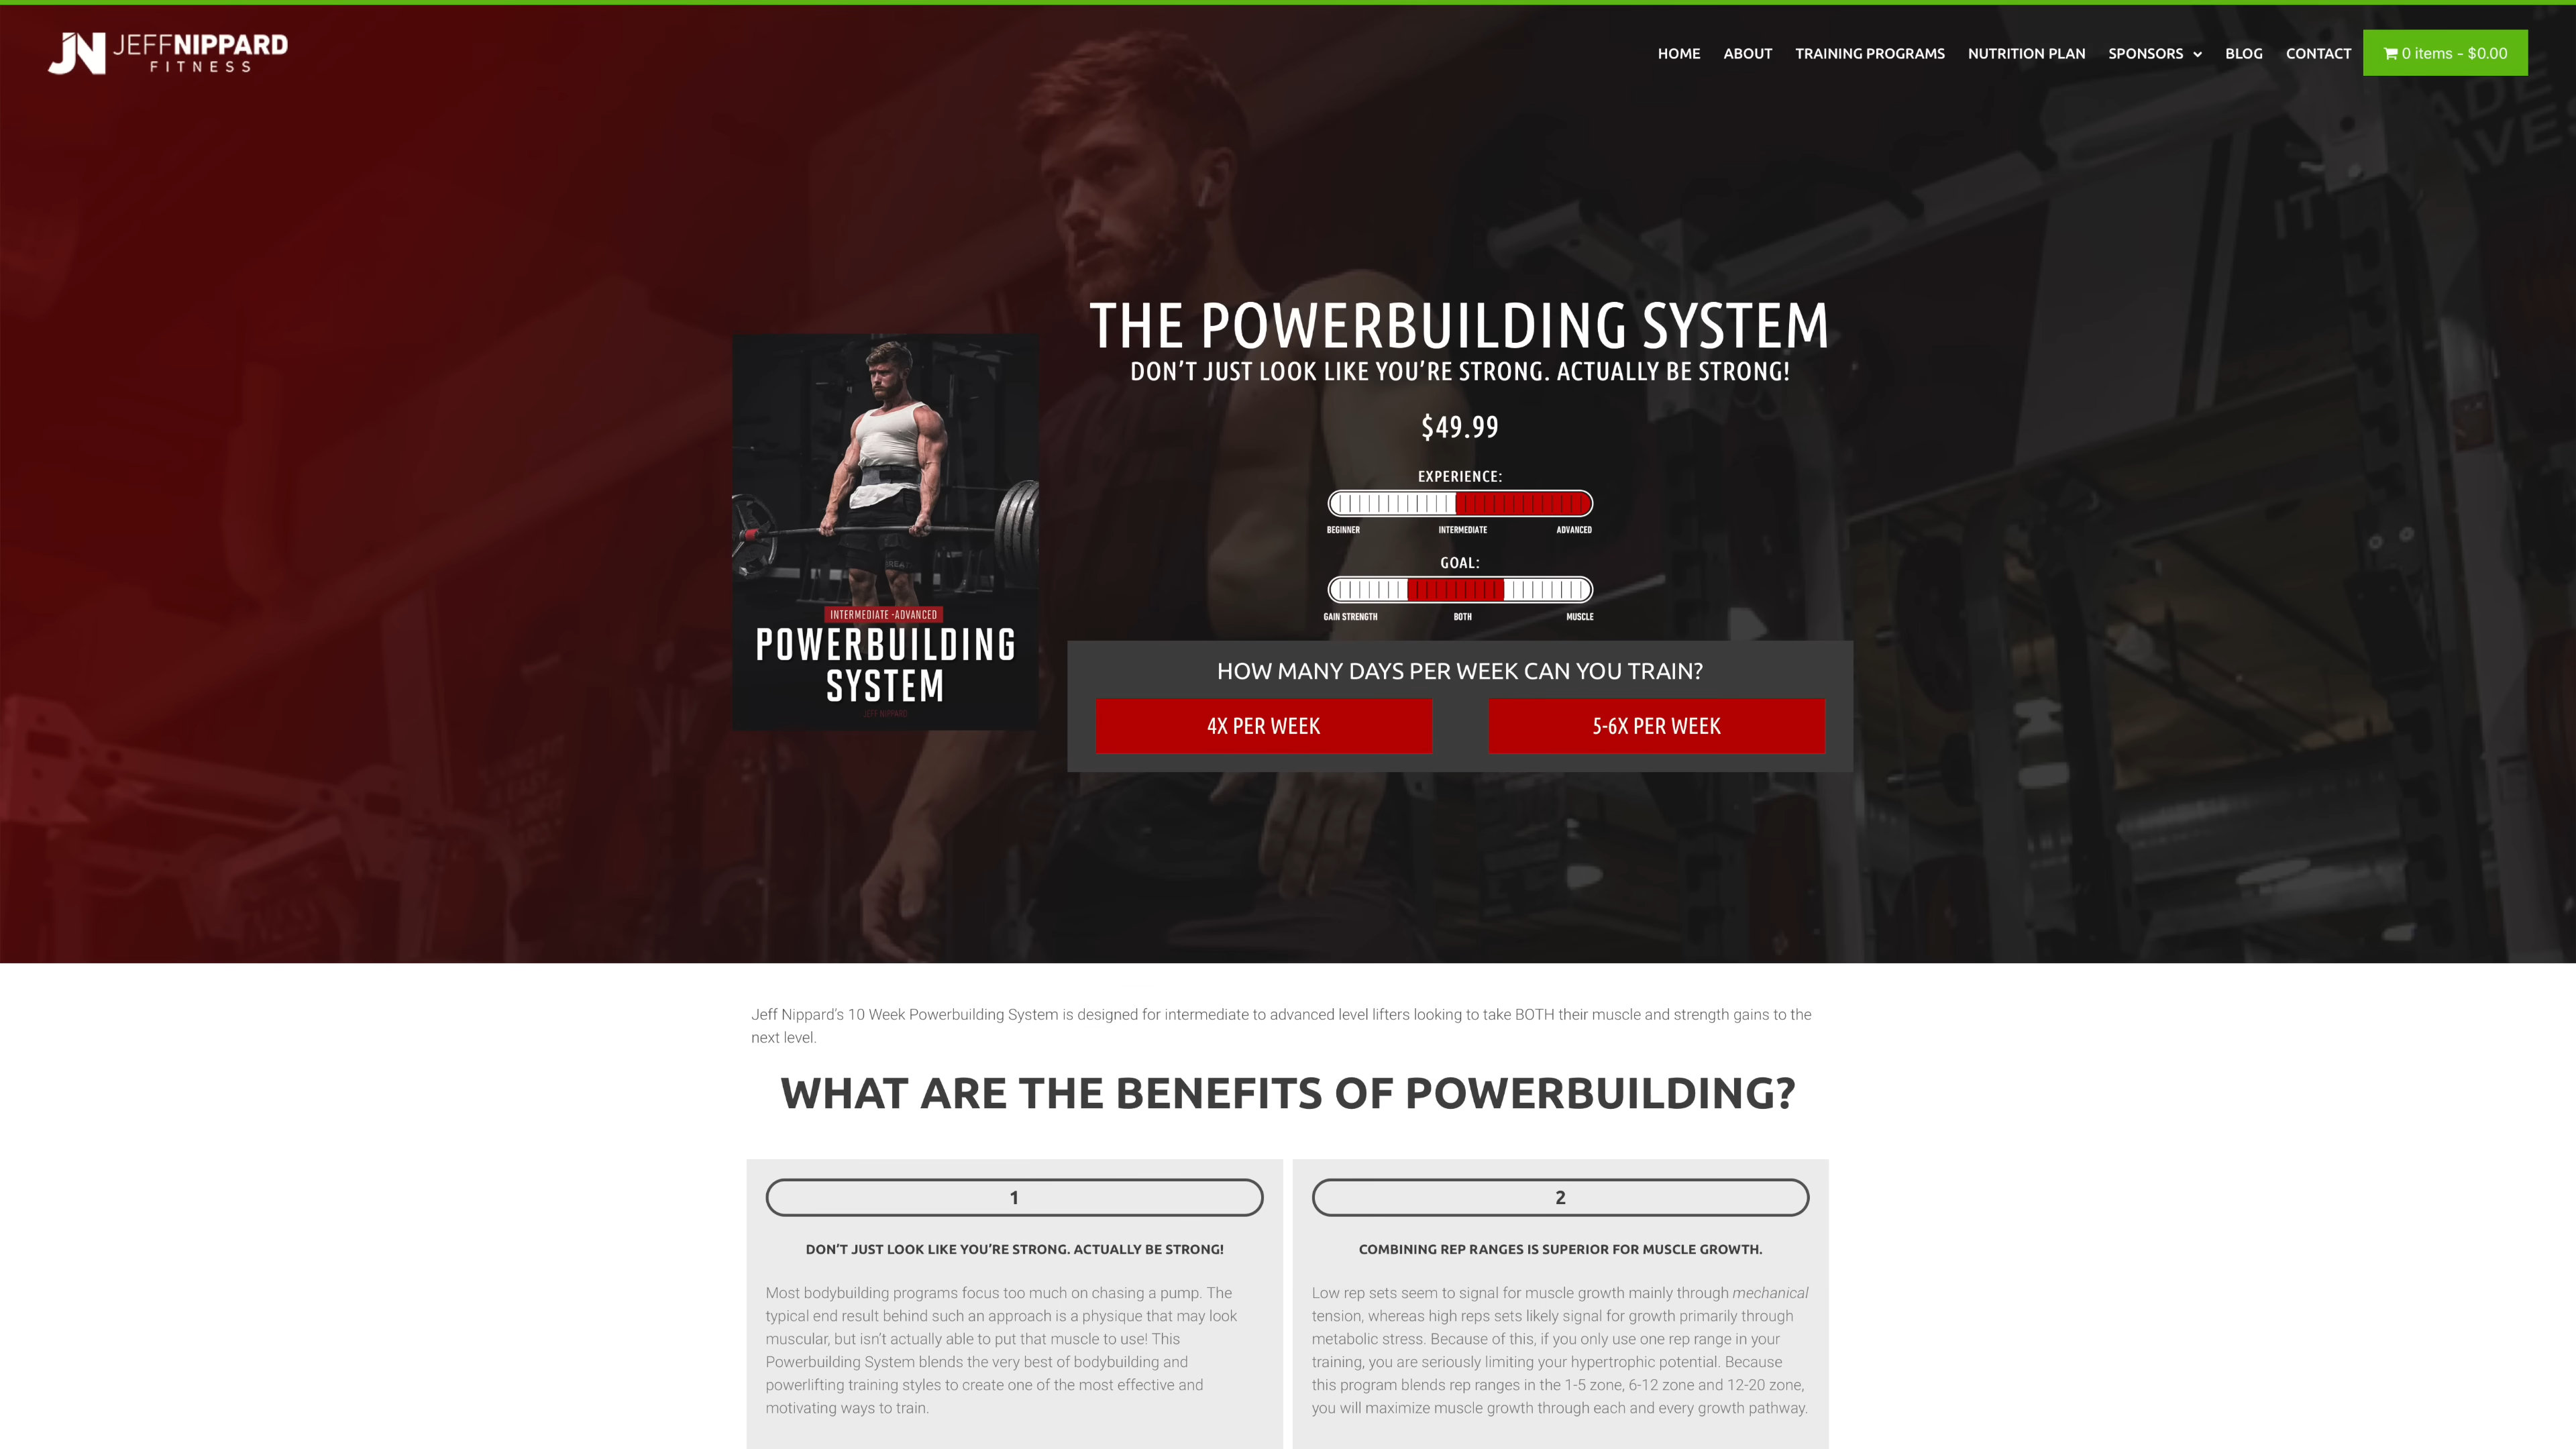 JN JEFFNIPPARD
FITNESS
HOME ABOUT TRAINING PROGRAMS NUTRITION PLAN SPONSORS BLOG CONTACT 0 items - $0.00
THE POWERBUILDING SYSTEM
DON’T JUST LOOK LIKE YOU’RE STRONG. ACTUALLY BE STRONG!
$49.99
EXPERIENCE:
BEGINNER INTERMEDIATE ADVANCED
GOAL:
GAIN STRENGTH BOTH MUSCLE
INTERMEDIATE -ADVANCED
POWERBUILDING
SYSTEM
JEFF NIPPARD
HOW MANY DAYS PER WEEK CAN YOU TRAIN?
4X PER WEEK 5-6X PER WEEK
Jeff Nippard’s 10 Week Powerbuilding System is designed for intermediate to advanced level lifters looking to take BOTH their muscle and strength gains to the
next level.
WHAT ARE THE BENEFITS OF POWERBUILDING?
1
DON’T JUST LOOK LIKE YOU’RE STRONG. ACTUALLY BE STRONG!
Most bodybuilding programs focus too much on chasing a pump. The
typical end result behind such an approach is a physique that may look
muscular, but isn’t actually able to put that muscle to use! This
Powerbuilding System blends the very best of bodybuilding and
powerlifting training styles to create one of the most effective and
motivating ways to train.
2
COMBINING REP RANGES IS SUPERIOR FOR MUSCLE GROWTH.
Low rep sets seem to signal for muscle growth mainly through mechanical
tension, whereas high reps sets likely signal for growth primarily through
metabolic stress. Because of this, if you only use one rep range in your
training, you are seriously limiting your hypertrophic potential. Because
this program blends rep ranges in the 1-5 zone, 6-12 zone and 12-20 zone,
you will maximize muscle growth through each and every growth pathway.